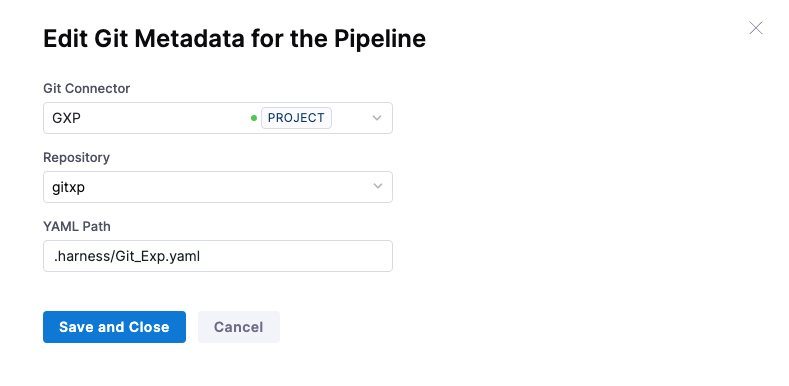 Edit Git Metadata for the Pipeline
Git Connector
GXP PROJECT
Repository
gitxp
YAML Path
.harness/Git_Exp.yaml
Save and Close Cancel